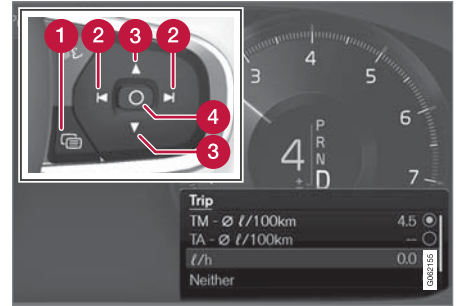 1
2
3
2
4
3
3
4
5
6
7
4
P
R
N
D
+
-
Trip
TM - Ø ℓ/100km 4.5
TA - Ø ℓ/100km --
ℓ/h 0.0
Neither
G062155